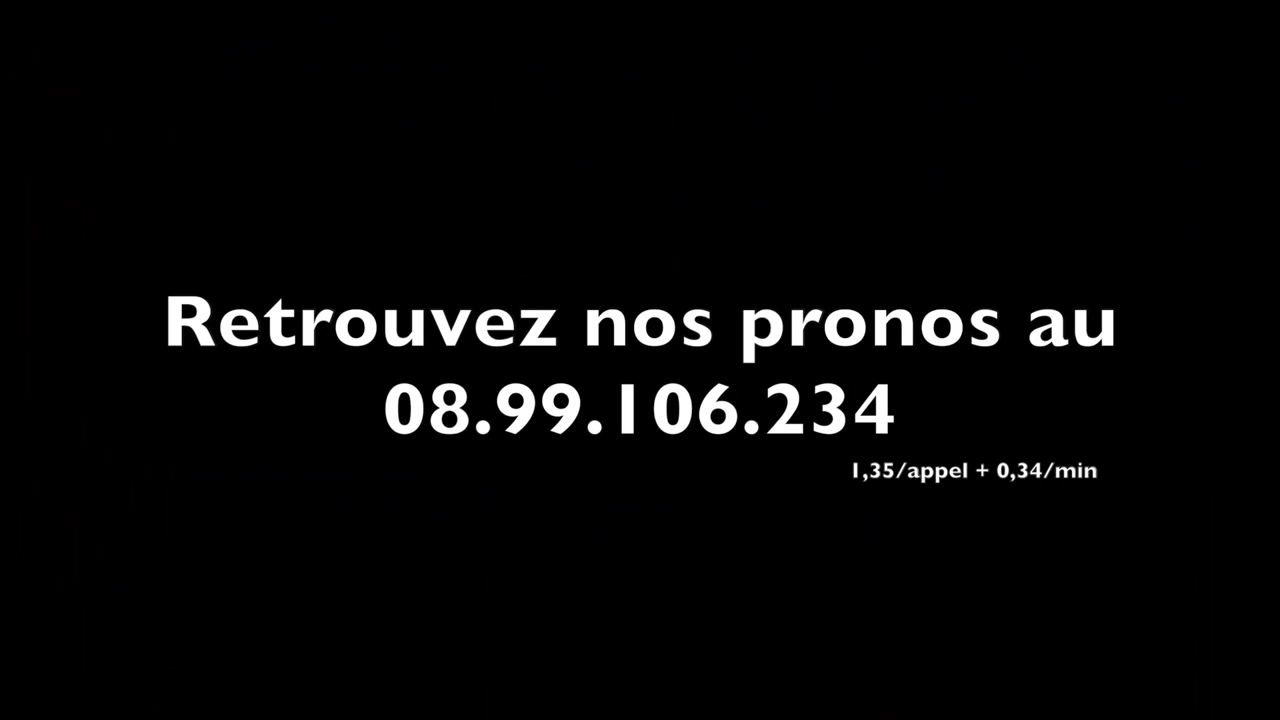 Retrouvez nos pronos au
08.99.106.234
1,35/appel + 0,34/min